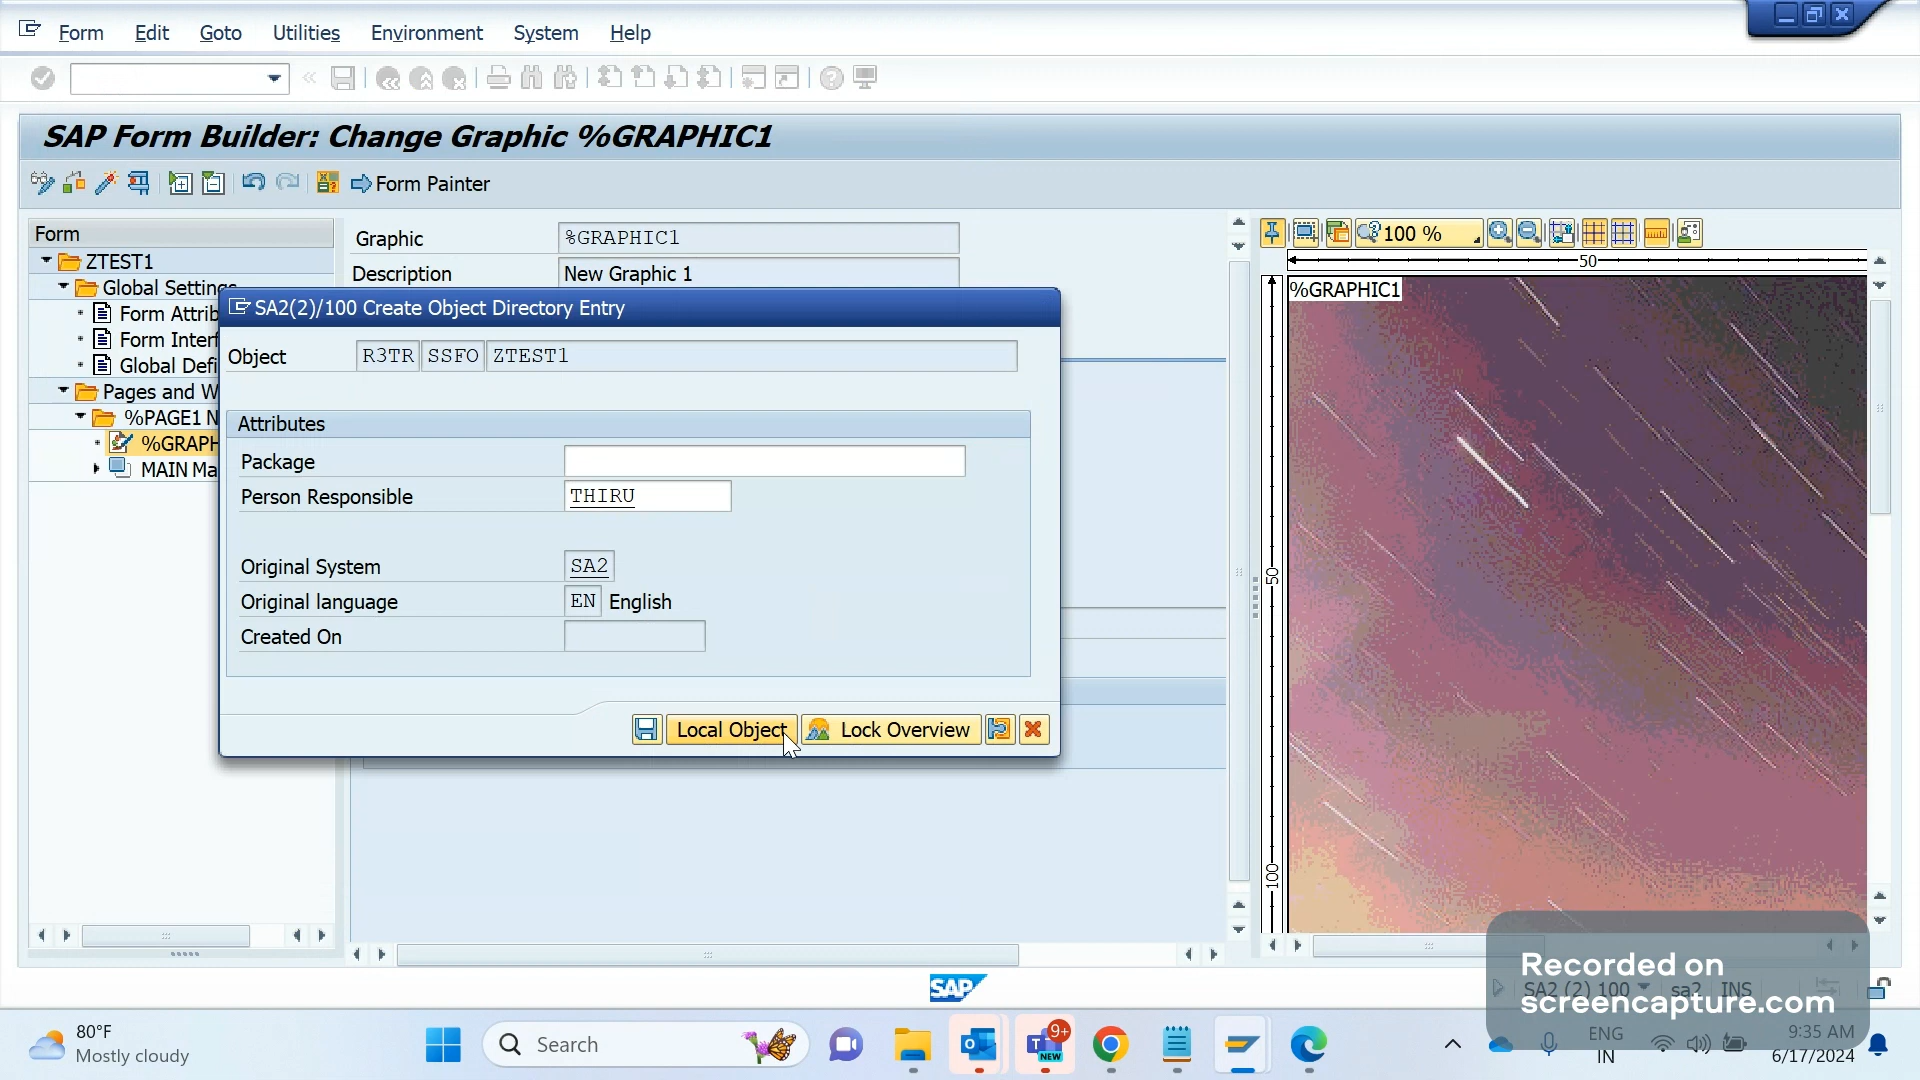 Form Edit Goto Utilities Environment System Help
SAP Form Builder: Change Graphic %GRAPHIC1
Form Painter
Form
ZTEST1
Global Settings
Form Attrib
Form Interf
Global Defi
Pages and W
%PAGE1 N
%GRAPH
MAIN Ma
Graphic %GRAPHIC1
Description New Graphic 1
SA2(2)/100 Create Object Directory Entry
Object R3TR SSFO ZTEST1
Attributes
Package
Person Responsible THIRU
Original System SA2
Original language EN English
Created On
Local Object Lock Overview
100 %
50
%GRAPHIC1
50
100
SAP
SA2 (2) 100 sa2 INS
Recorded on
screencapture.com
80°F
Mostly cloudy
Search
9+
NEW
ENG
IN
9:35 AM
6/17/2024